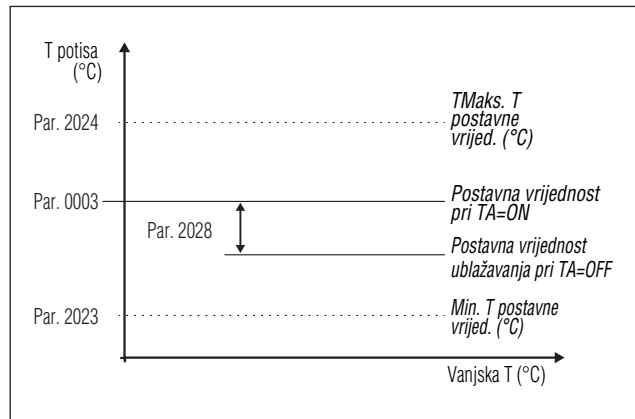 T potisa
(°C)
Par. 2024
TMaks. T
postavne
vrijed. (°C)
Par. 0003
Postavna vrijednost
pri TA=ON
Par. 2028
Postavna vrijednost
ublažavanja pri TA=OFF
Par. 2023
Min. T postavne
vrijed. (°C)
Vanjska T (°C)